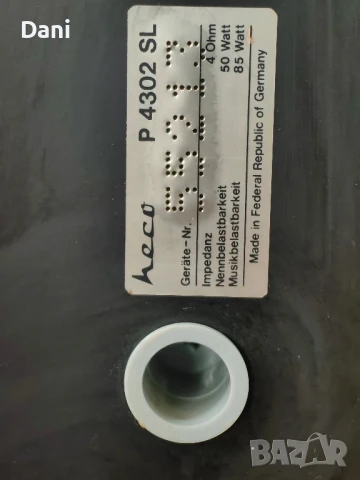 Dani
heco P 4302 SL
Geräte-Nr. 55213
Impedanz 4 Ohm
Nennbelastbarkeit 50 Watt
Musikbelastbarkeit 85 Watt
Made in Federal Republic of Germany
BAZAR